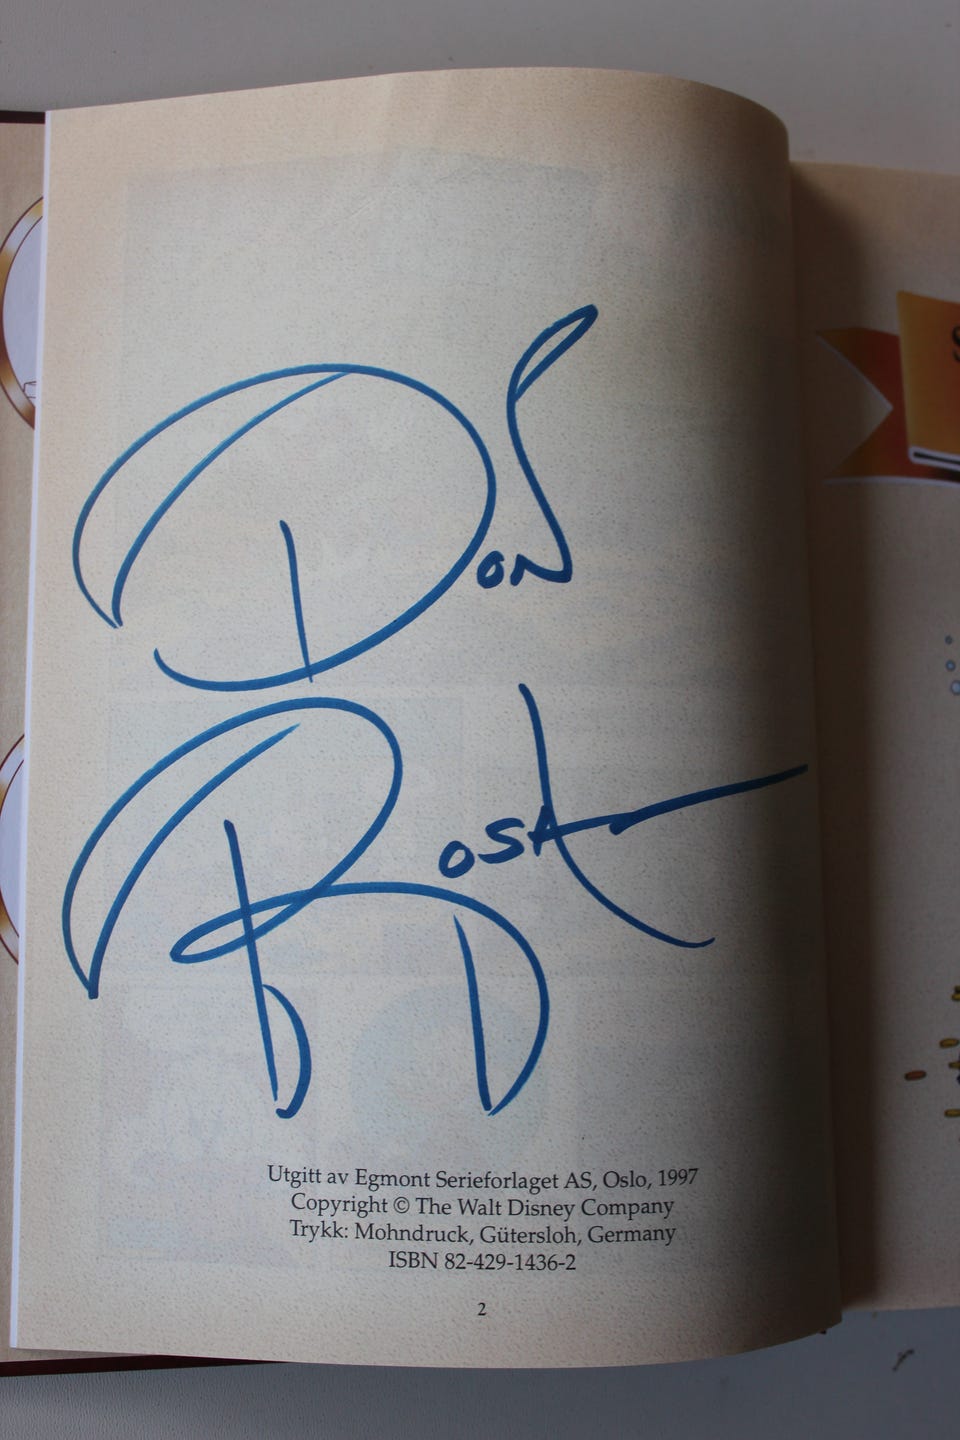 Don
Rosa
Utgitt av Egmont Serieforlaget AS, Oslo, 1997
Copyright © The Walt Disney Company
Trykk: Mohndruck, Gütersloh, Germany
ISBN 82-429-1436-2
2